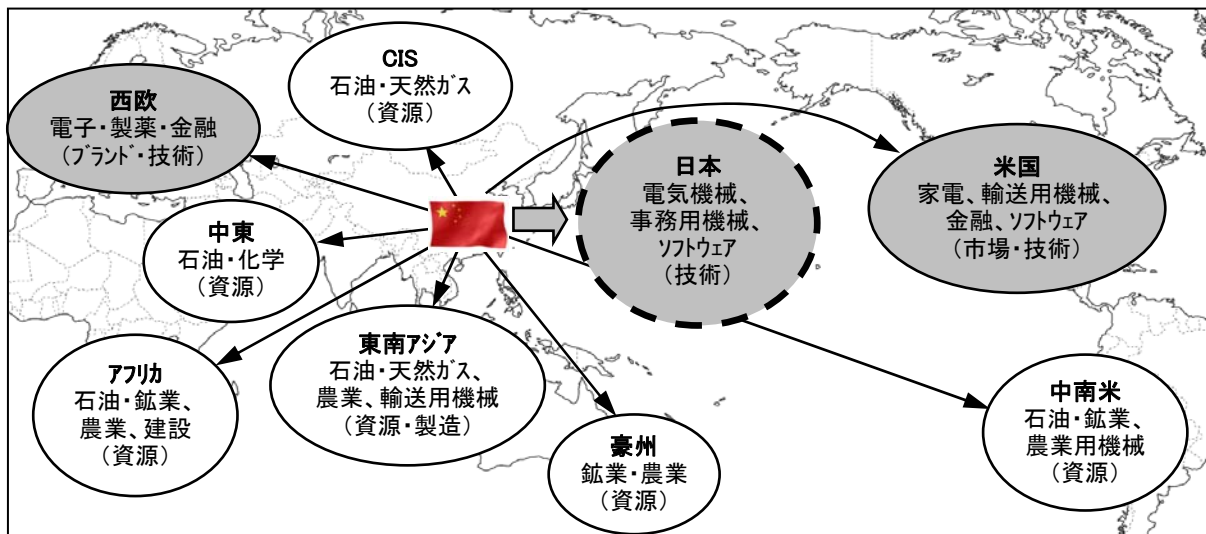 CIS
石油・天然ガス
(資源)
西欧
電子・製薬・金融
(ブランド・技術)
日本
電気機械、
事務用機械、
ソフトウェア
(技術)
米国
家電、輸送用機械、
金融、ソフトウェア
(市場・技術)
中東
石油・化学
(資源)
アフリカ
石油・鉱業、
農業、建設
(資源)
東南アジア
石油・天然ガス、
農業、輸送用機械
(資源・製造)
豪州
鉱業・農業
(資源)
中南米
石油・鉱業、
農業用機械
(資源)